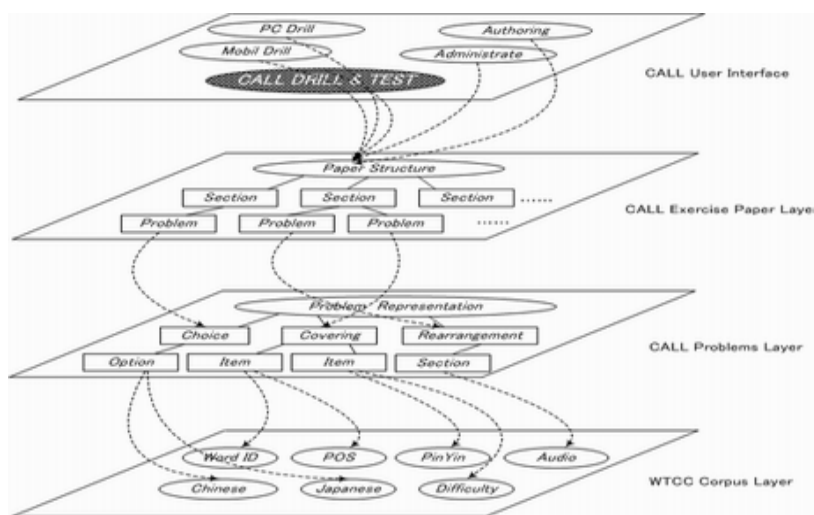 PC Drill
Authoring
Mobil Drill
Administrate
CALL DRILL & TEST
CALL User Interface
Paper Structure
Section
Section
Section
......
Problem
Problem
Problem
......
CALL Exercise Paper Layer
Problem Representation
Choice
Covering
Rearrangement
Option
Item
Item
Section
CALL Problems Layer
Word ID
POS
PinYin
Audio
Chinese
Japanese
Difficulty
WTCC Corpus Layer